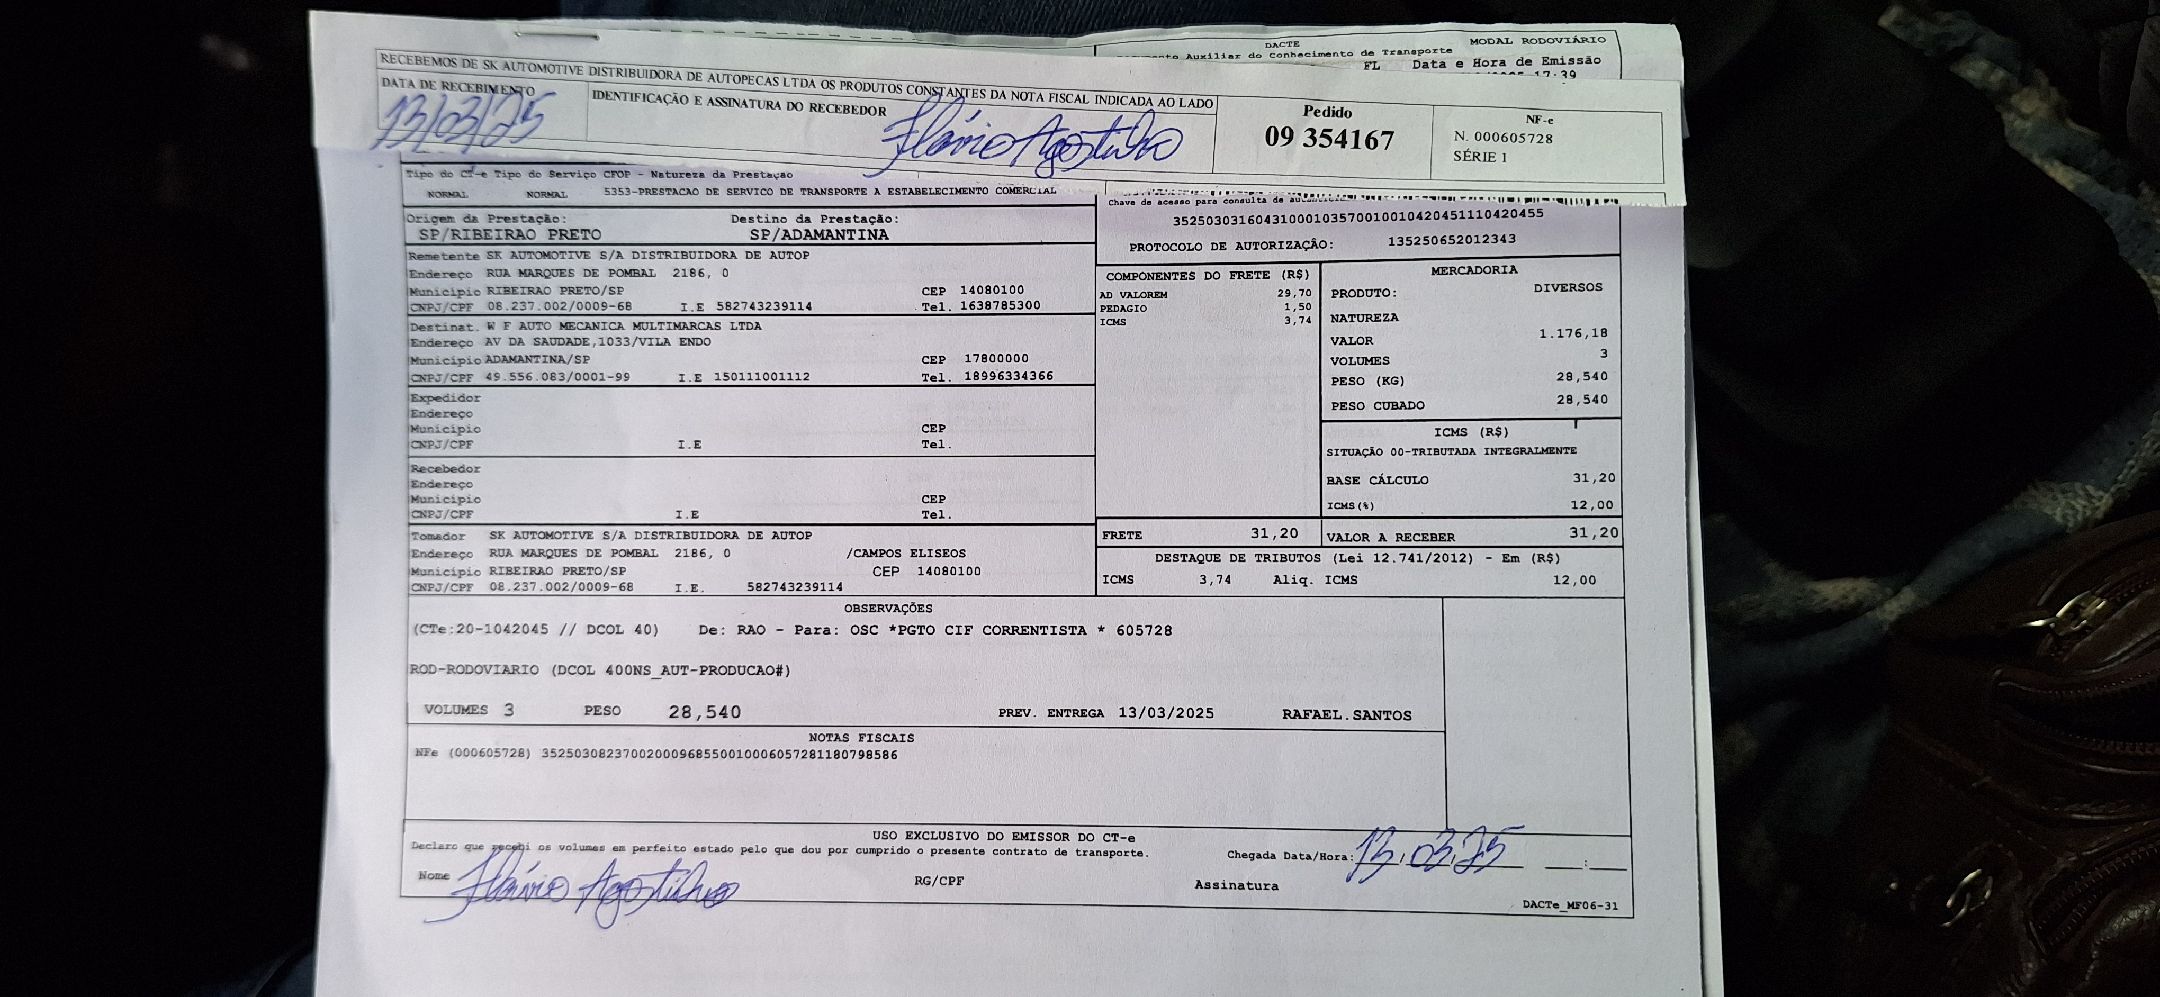 DACTE
MODAL RODOVIÁRIO
Auxiliar do Conhecimento de Transporte
FL Data e Hora de Emissão
17:39
RECEBEMOS DE SK AUTOMOTIVE DISTRIBUIDORA DE AUTOPECAS LTDA OS PRODUTOS CONSTANTES DA NOTA FISCAL INDICADA AO LADO
DATA DE RECEBIMENTO
13/03/25
IDENTIFICAÇÃO E ASSINATURA DO RECEBEDOR
Flávio Agostinho
Pedido
09 354167
NF-e
N. 000605728
SÉRIE 1
Tipo do CT-e Tipo do Serviço CFOP - Natureza da Prestação
NORMAL NORMAL 5353-PRESTACAO DE SERVICO DE TRANSPORTE A ESTABELECIMENTO COMERCIAL
Origem da Prestação: Destino da Prestação:
SP/RIBEIRAO PRETO SP/ADAMANTINA
Chave de acesso para consulta de
35250303160431000103570010010420451110420455
PROTOCOLO DE AUTORIZAÇÃO: 135250652012343
Remetente SK AUTOMOTIVE S/A DISTRIBUIDORA DE AUTOP
Endereço RUA MARQUES DE POMBAL 2186, 0
Município RIBEIRAO PRETO/SP CEP 14080100
CNPJ/CPF 08.237.002/0009-68 I.E 582743239114 Tel. 1638785300
Destinat. W F AUTO MECANICA MULTIMARCAS LTDA
Endereço AV DA SAUDADE,1033/VILA ENDO
Município ADAMANTINA/SP CEP 17800000
CNPJ/CPF 49.556.083/0001-99 I.E 150111001112 Tel. 18996334366
Expedidor
Endereço
Município CEP
CNPJ/CPF I.E Tel.
Recebedor
Endereço
Município CEP
CNPJ/CPF I.E Tel.
Tomador SK AUTOMOTIVE S/A DISTRIBUIDORA DE AUTOP
Endereço RUA MARQUES DE POMBAL 2186, 0 /CAMPOS ELISEOS
Município RIBEIRAO PRETO/SP CEP 14080100
CNPJ/CPF 08.237.002/0009-68 I.E. 582743239114
COMPONENTES DO FRETE (R$)
AD VALOREM 29,70
PEDAGIO 1,50
ICMS 3,74
MERCADORIA
PRODUTO: DIVERSOS
NATUREZA
VALOR 1.176,18
VOLUMES 3
PESO (KG) 28,540
PESO CUBADO 28,540
ICMS (R$)
SITUAÇÃO 00-TRIBUTADA INTEGRALMENTE
BASE CÁLCULO 31,20
ICMS(%) 12,00
FRETE 31,20
VALOR A RECEBER 31,20
DESTAQUE DE TRIBUTOS (Lei 12.741/2012) - Em (R$)
ICMS 3,74 Aliq. ICMS 12,00
OBSERVAÇÕES
(CTe:20-1042045 // DCOL 40) De: RAO - Para: OSC *PGTO CIF CORRENTISTA * 605728
ROD-RODOVIARIO (DCOL 400NS_AUT-PRODUCAO#)
VOLUMES 3 PESO 28,540 PREV. ENTREGA 13/03/2025 RAFAEL.SANTOS
NOTAS FISCAIS
NFe (000605728) 35250308237002000968550010006057281180798586
USO EXCLUSIVO DO EMISSOR DO CT-e
Declaro que recebi os volumes em perfeito estado pelo que dou por cumprido o presente contrato de transporte.
Chegada Data/Hora: 13.03.25 __:__
Nome Flávio Agostinho RG/CPF Assinatura
DACTe_MF06-31